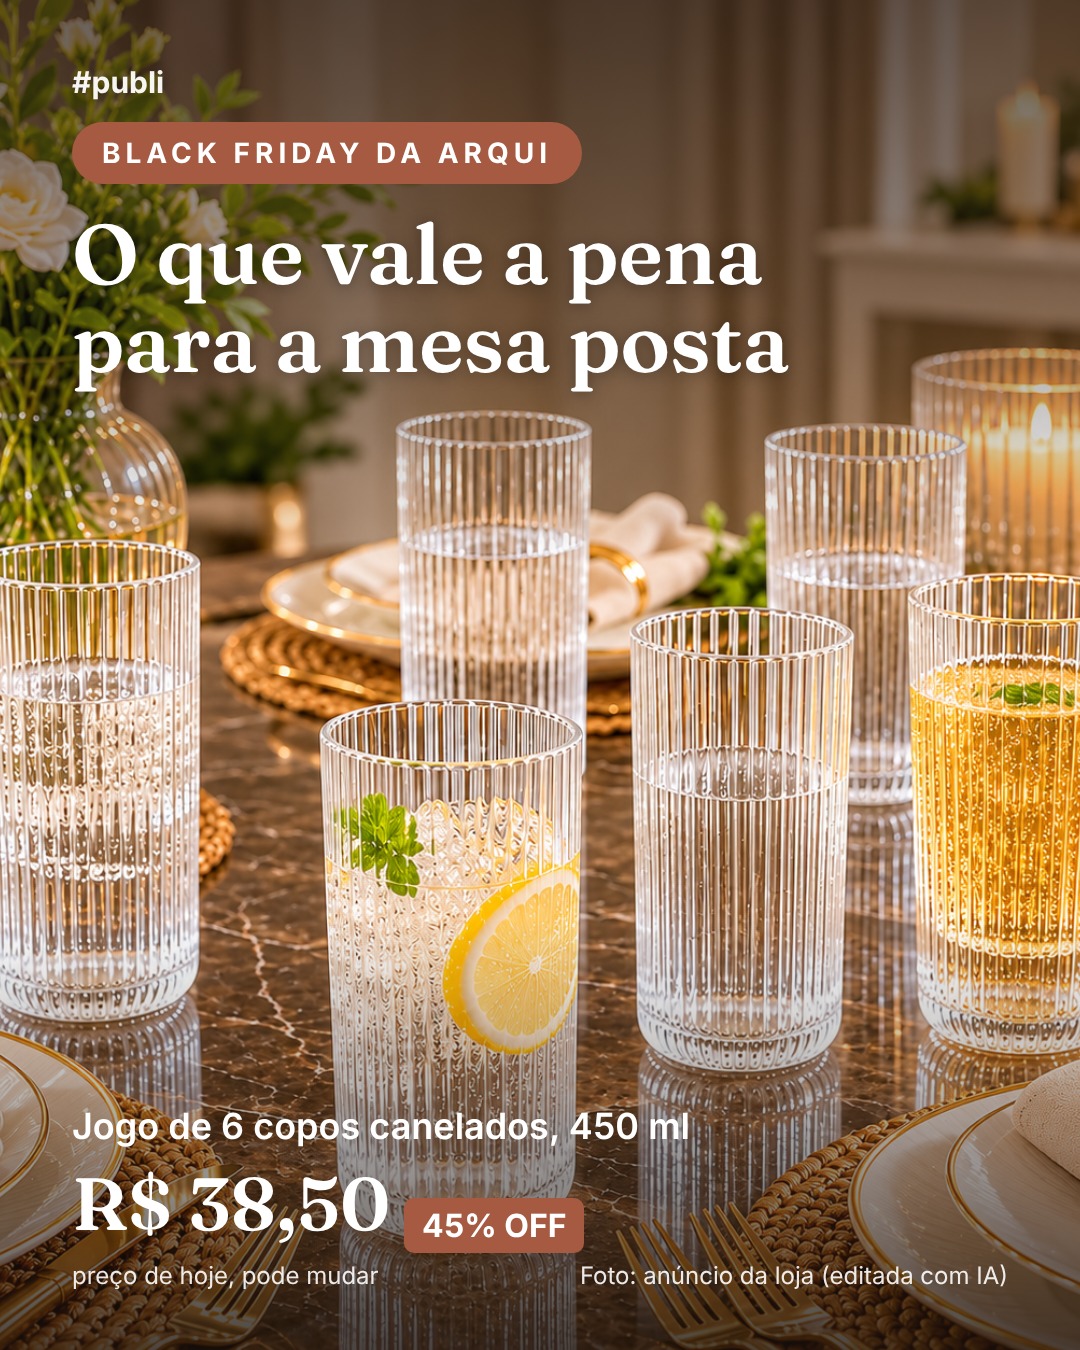 #publi
BLACK FRIDAY DA ARQUI
O que vale a pena
para a mesa posta
Jogo de 6 copos canelados, 450 ml
R$ 38,50
45% OFF
preço de hoje, pode mudar
Foto: anúncio da loja (editada com IA)